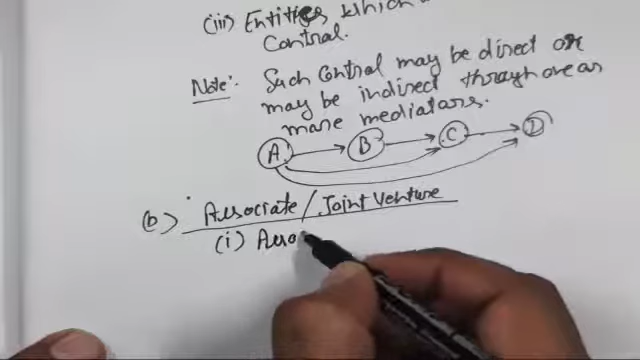 (iii) Entities which
Control.
Note: Such Control may be direct or
may be indirect through one or
more mediators.
A B C D
(b) Associate / Joint Venture
(i) Asso